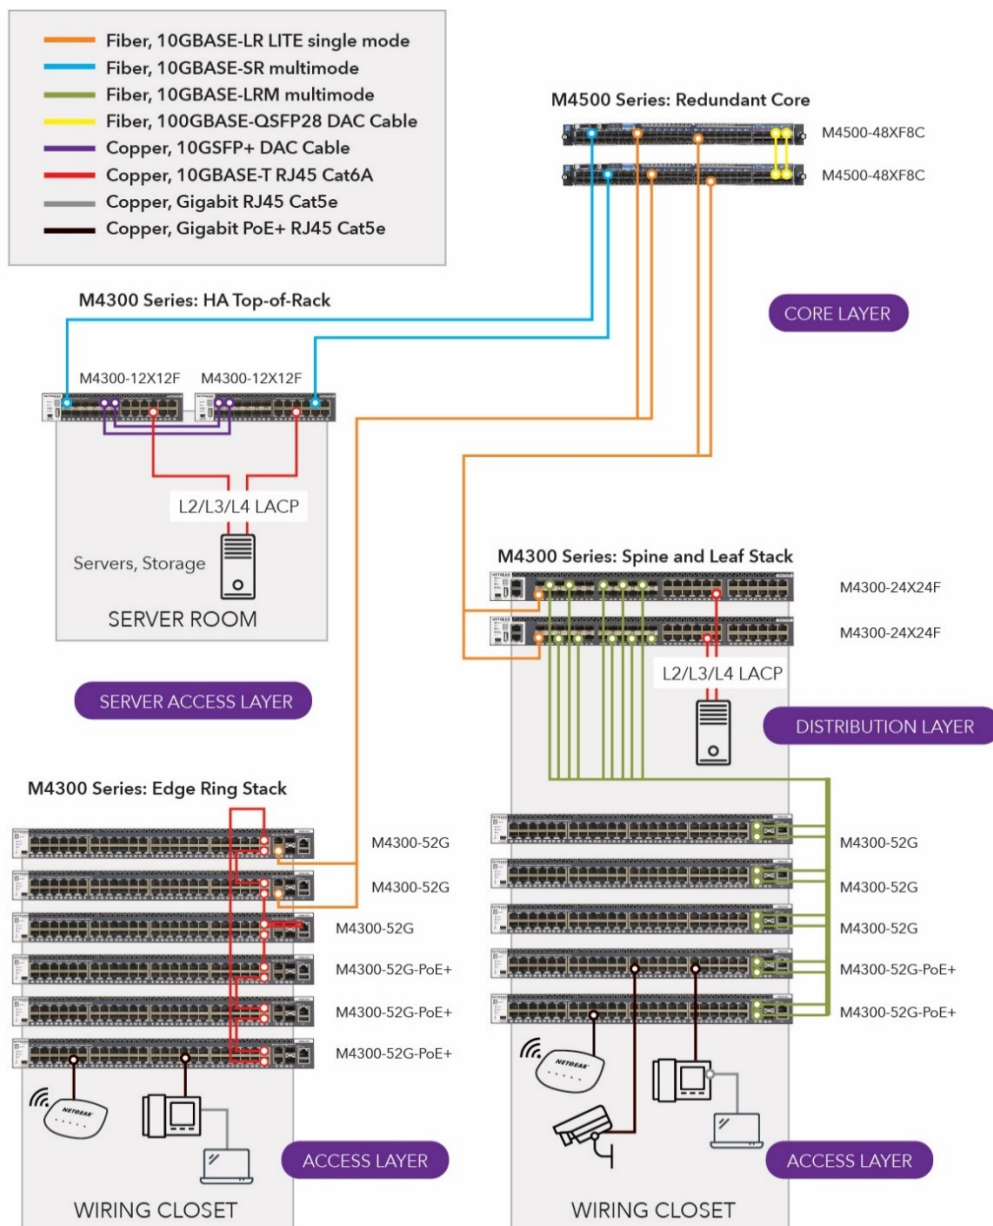 Fiber, 10GBASE-LR LITE single mode
Fiber, 10GBASE-SR multimode
Fiber, 10GBASE-LRM multimode
Fiber, 100GBASE-QSFP28 DAC Cable
Copper, 10GSFP+ DAC Cable
Copper, 10GBASE-T RJ45 Cat6A
Copper, Gigabit RJ45 Cat5e
Copper, Gigabit PoE+ RJ45 Cat5e
M4500 Series: Redundant Core
M4500-48XF8C
M4500-48XF8C
CORE LAYER
M4300 Series: HA Top-of-Rack
M4300-12X12F
M4300-12X12F
L2/L3/L4 LACP
Servers, Storage
SERVER ROOM
SERVER ACCESS LAYER
M4300 Series: Spine and Leaf Stack
M4300-24X24F
M4300-24X24F
L2/L3/L4 LACP
DISTRIBUTION LAYER
M4300 Series: Edge Ring Stack
M4300-52G
M4300-52G
M4300-52G
M4300-52G-PoE+
M4300-52G-PoE+
M4300-52G-PoE+
NETGEAR
ACCESS LAYER
WIRING CLOSET
M4300-52G
M4300-52G
M4300-52G
M4300-52G-PoE+
M4300-52G-PoE+
NETGEAR
ACCESS LAYER
WIRING CLOSET